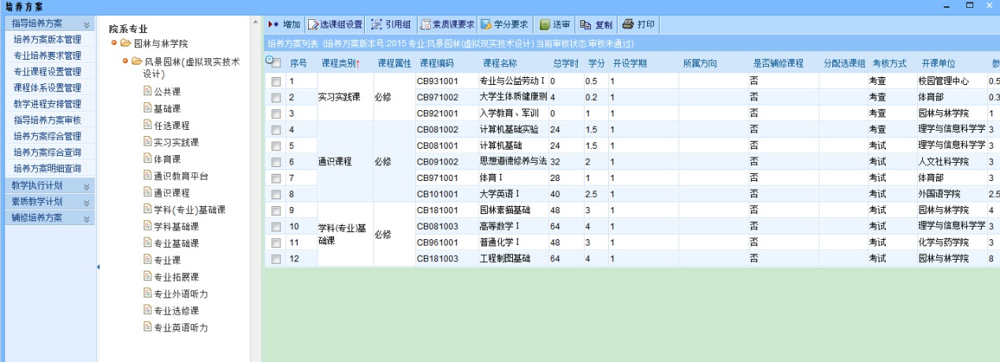 培养方案
指导培养方案
培养方案版本管理
专业培养要求管理
专业课程设置管理
课程体系设置管理
教学进程安排管理
指导培养方案审核
培养方案综合管理
培养方案综合查询
培养方案明细查询
教学执行计划
素质教学计划
辅修培养方案
院系专业
园林与林学院
风景园林(虚拟现实技术
设计)
公共课
基础课
任选课程
实习实践课
体育课
通识教育平台
通识课程
学科(专业)基础课
学科基础课
专业基础课
专业课
专业拓展课
专业外语听力
专业选修课
专业英语听力
增加 选课组设置 引用组 素质课要求 学分要求 送审 复制 打印
培养方案列表 (培养方案版本号:2015 专业:风景园林(虚拟现实技术设计) 当前审核状态:审核未通过)
序号 课程类别↑ 课程属性 课程编码 课程名称 总学时 学分 开设学期 所属方向 是否辅修课程 分配选课组 考核方式 开课单位 参
1 CB931001 专业与公益劳动Ⅰ 0 0.5 1 否 考查 校园管理中心 0.5
2 实习实践课 必修 CB971002 大学生体质健康测 4 0.2 1 否 考查 体育部 0.3
3 CB921001 入学教育、军训 0 1 1 否 考查 园林与林学院 1
4 CB081002 计算机基础实验 24 1.5 1 否 考查 理学与信息科学学 3
5 CB081001 计算机基础 24 1.5 1 否 考试 理学与信息科学学 3
6 通识课程 必修 CB091002 思想道德修养与法 32 2 1 否 考试 人文社科学院 3
7 CB971001 体育Ⅰ 28 1 1 否 考试 体育部 3
8 CB101001 大学英语Ⅰ 40 2.5 1 否 考试 外国语学院 2.5
9 CB181001 园林素描基础 48 3 1 否 考试 园林与林学院 4
10 学科(专业)基础课 必修 CB081003 高等数学Ⅰ 64 4 1 否 考试 理学与信息科学学 3
11 CB961001 普通化学Ⅰ 48 3 1 否 考试 化学与药学院 3
12 CB181003 工程制图基础 64 4 1 否 考试 园林与林学院 8